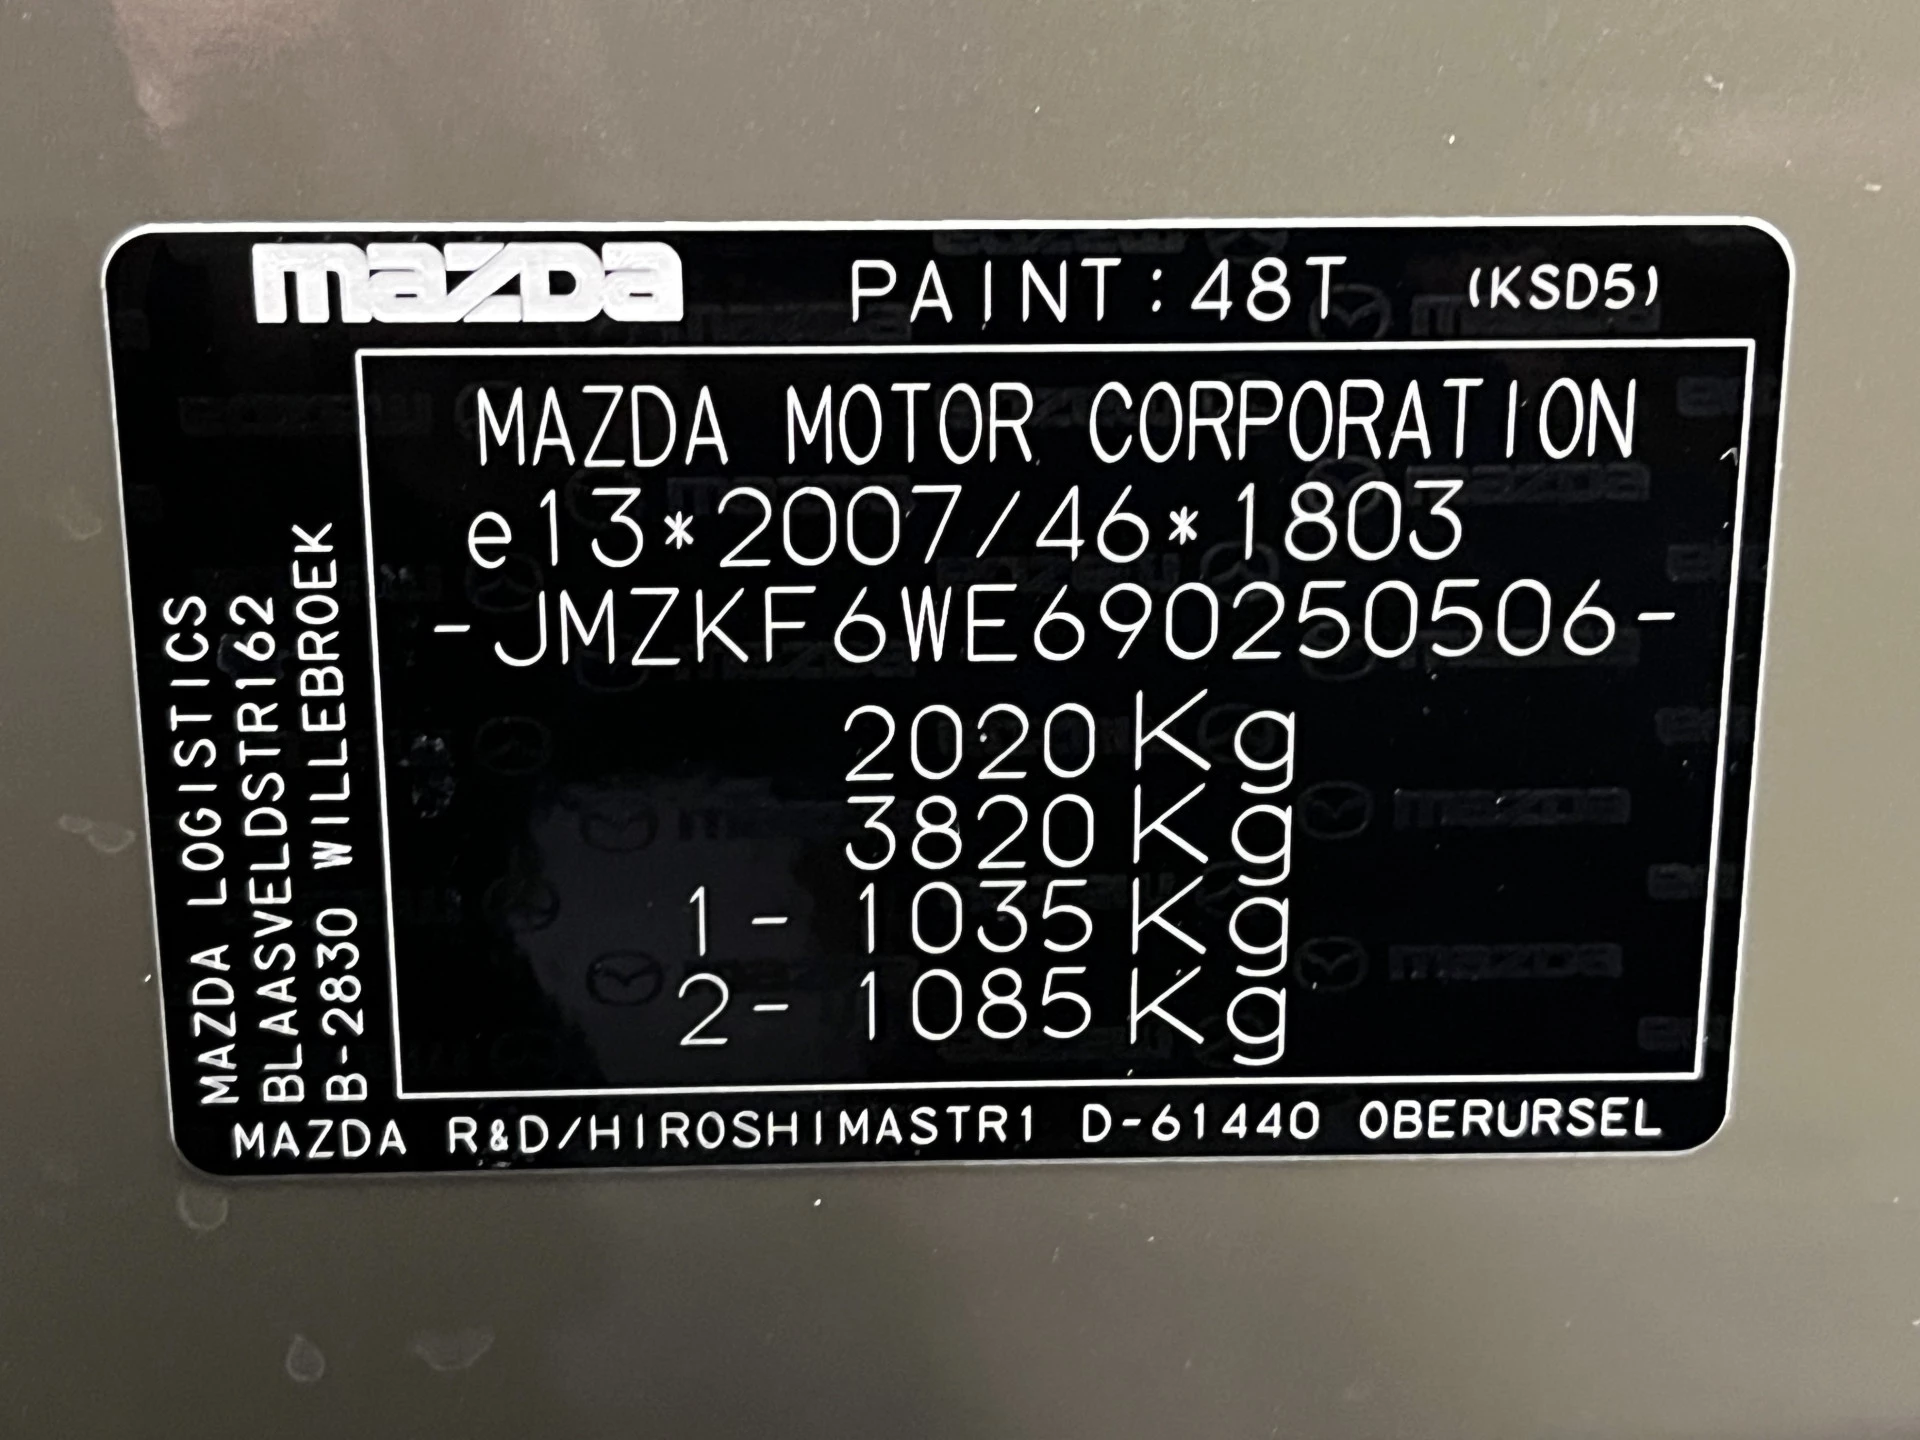 mazda PAINT:48T (KSD5)
MAZDA MOTOR CORPORATION
e13*2007/46*1803
-JMZKF6WE690250506-
2020Kg
3820Kg
1- 1035Kg
2- 1085Kg
MAZDA LOGISTICS
BLAASVELDSTR162
B-2830 WILLEBROEK
MAZDA R&D/HIROSHIMASTR1 D-61440 OBERURSEL